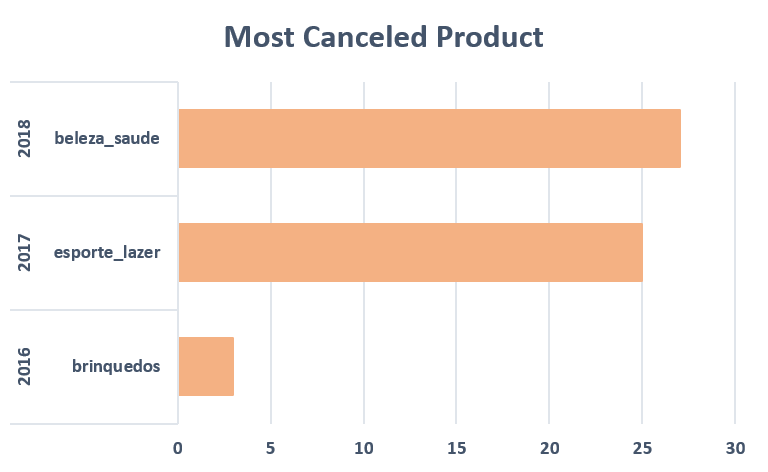 Most Canceled Product
2018 beleza_saude
2017 esporte_lazer
2016 brinquedos
0 5 10 15 20 25 30